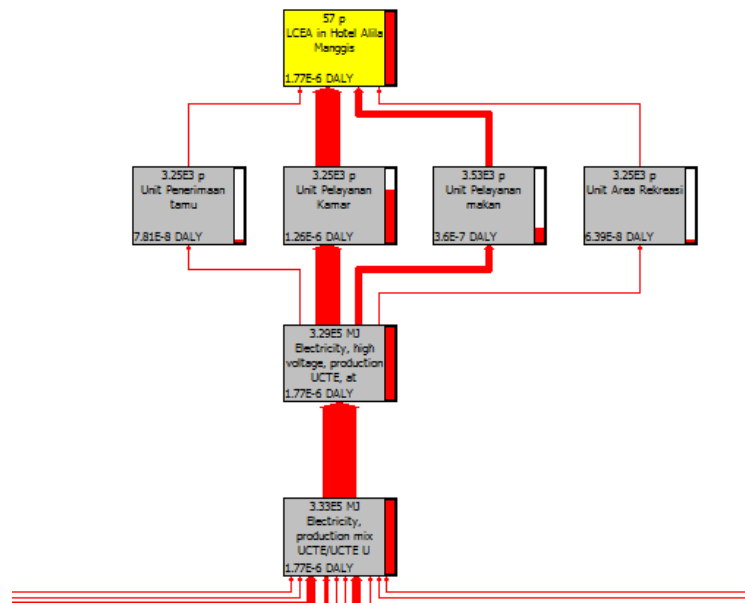 57 p
LCEA in Hotel Alila
Manggis
1.77E-6 DALY
3.25E3 p
Unit Penerimaan
tamu
7.81E-8 DALY
3.25E3 p
Unit Pelayanan
Kamar
1.26E-6 DALY
3.53E3 p
Unit Pelayanan
makan
3.6E-7 DALY
3.25E3 p
Unit Area Rekreasi
6.39E-8 DALY
3.29E5 MJ
Electricity, high
voltage, production
UCTE, at
1.77E-6 DALY
3.33E5 MJ
Electricity,
production mix
UCTE/UCTE U
1.77E-6 DALY